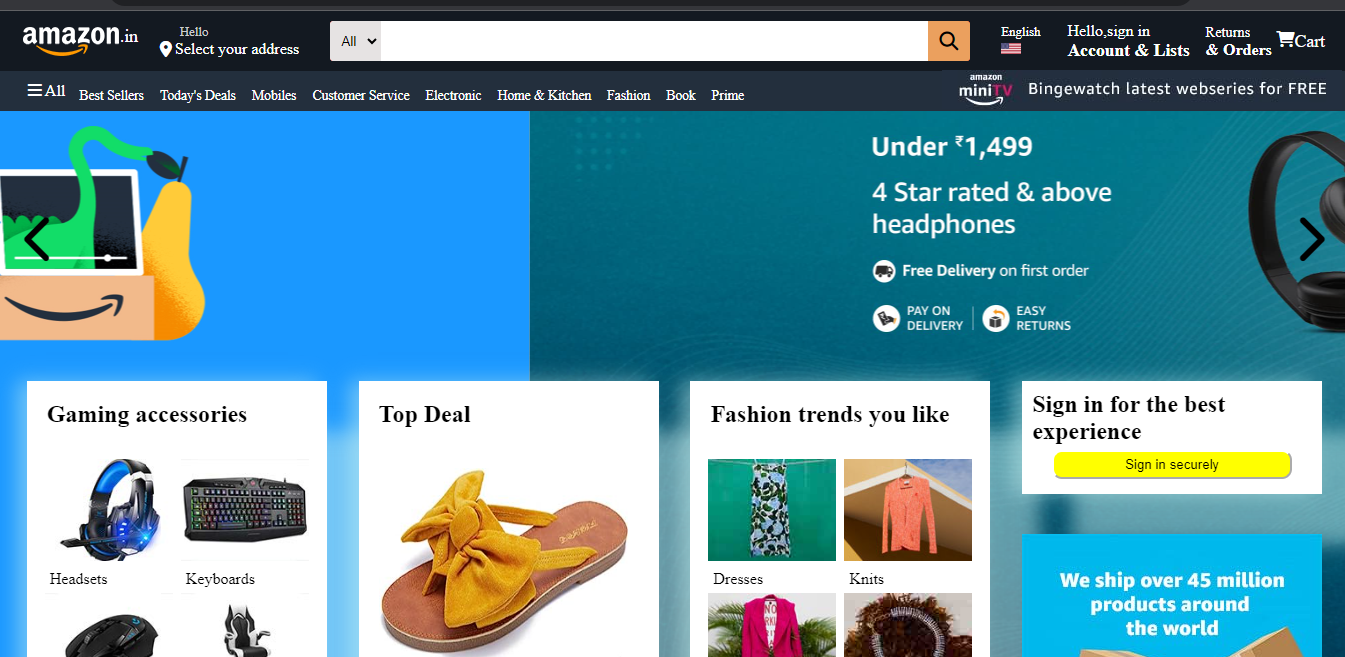 amazon.in
Hello
Select your address
All
English
Hello,sign in
Account & Lists
Returns
& Orders
Cart
All
Best Sellers
Today's Deals
Mobiles
Customer Service
Electronic
Home & Kitchen
Fashion
Book
Prime
amazon
miniTV
Bingewatch latest webseries for FREE
Under ₹1,499
4 Star rated & above
headphones
Free Delivery on first order
PAY ON
DELIVERY
EASY
RETURNS
Gaming accessories
Top Deal
Fashion trends you like
Sign in for the best
experience
Sign in securely
Headsets
Keyboards
Dresses
Knits
We ship over 45 million
products around
the world